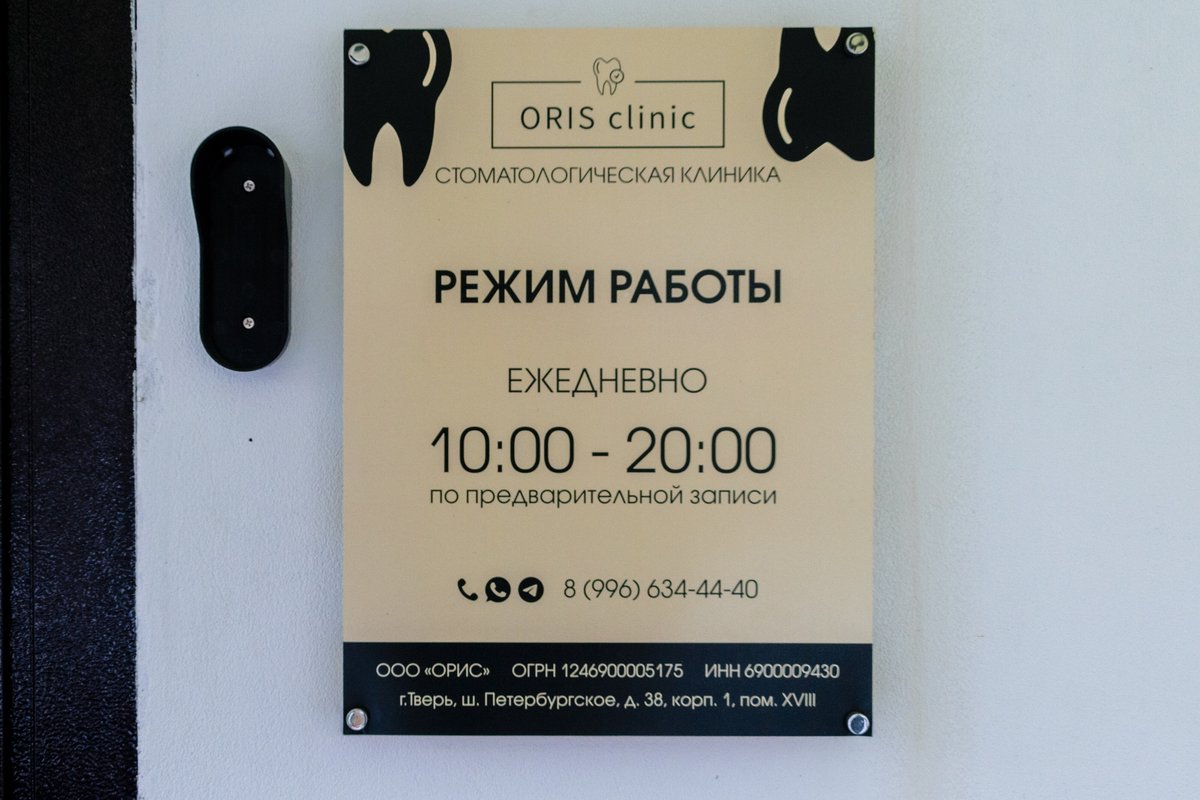 ORIS clinic
СТОМАТОЛОГИЧЕСКАЯ КЛИНИКА
РЕЖИМ РАБОТЫ
ЕЖЕДНЕВНО
10:00 - 20:00
по предварительной записи
8 (996) 634-44-40
ООО «ОРИС» ОГРН 1246900005175 ИНН 6900009430
г.Тверь, ш. Петербургское, д. 38, корп. 1, пом. XVIII